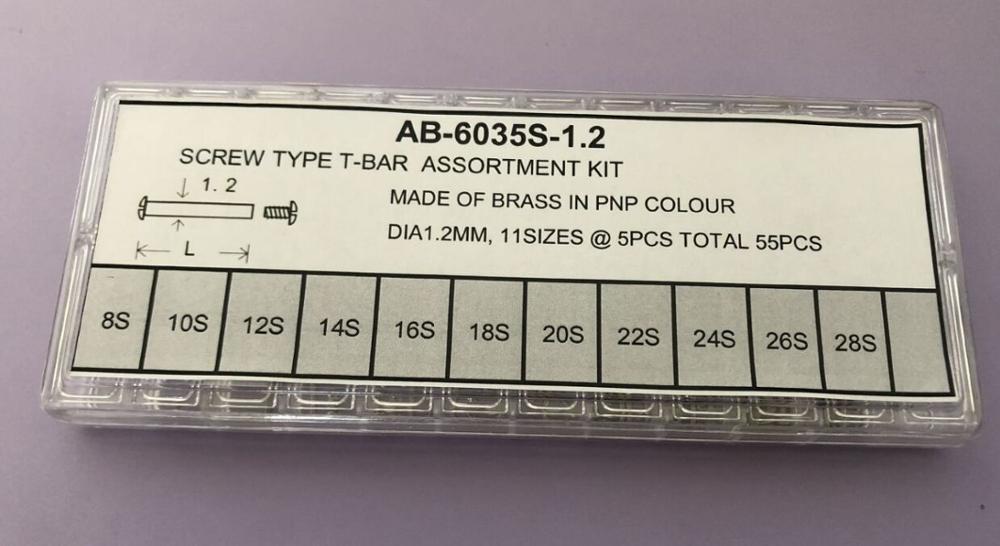 AB-6035S-1.2
SCREW TYPE T-BAR ASSORTMENT KIT
1.2
MADE OF BRASS IN PNP COLOUR
DIA1.2MM, 11SIZES @ 5PCS TOTAL 55PCS
L
8S 10S 12S 14S 16S 18S 20S 22S 24S 26S 28S